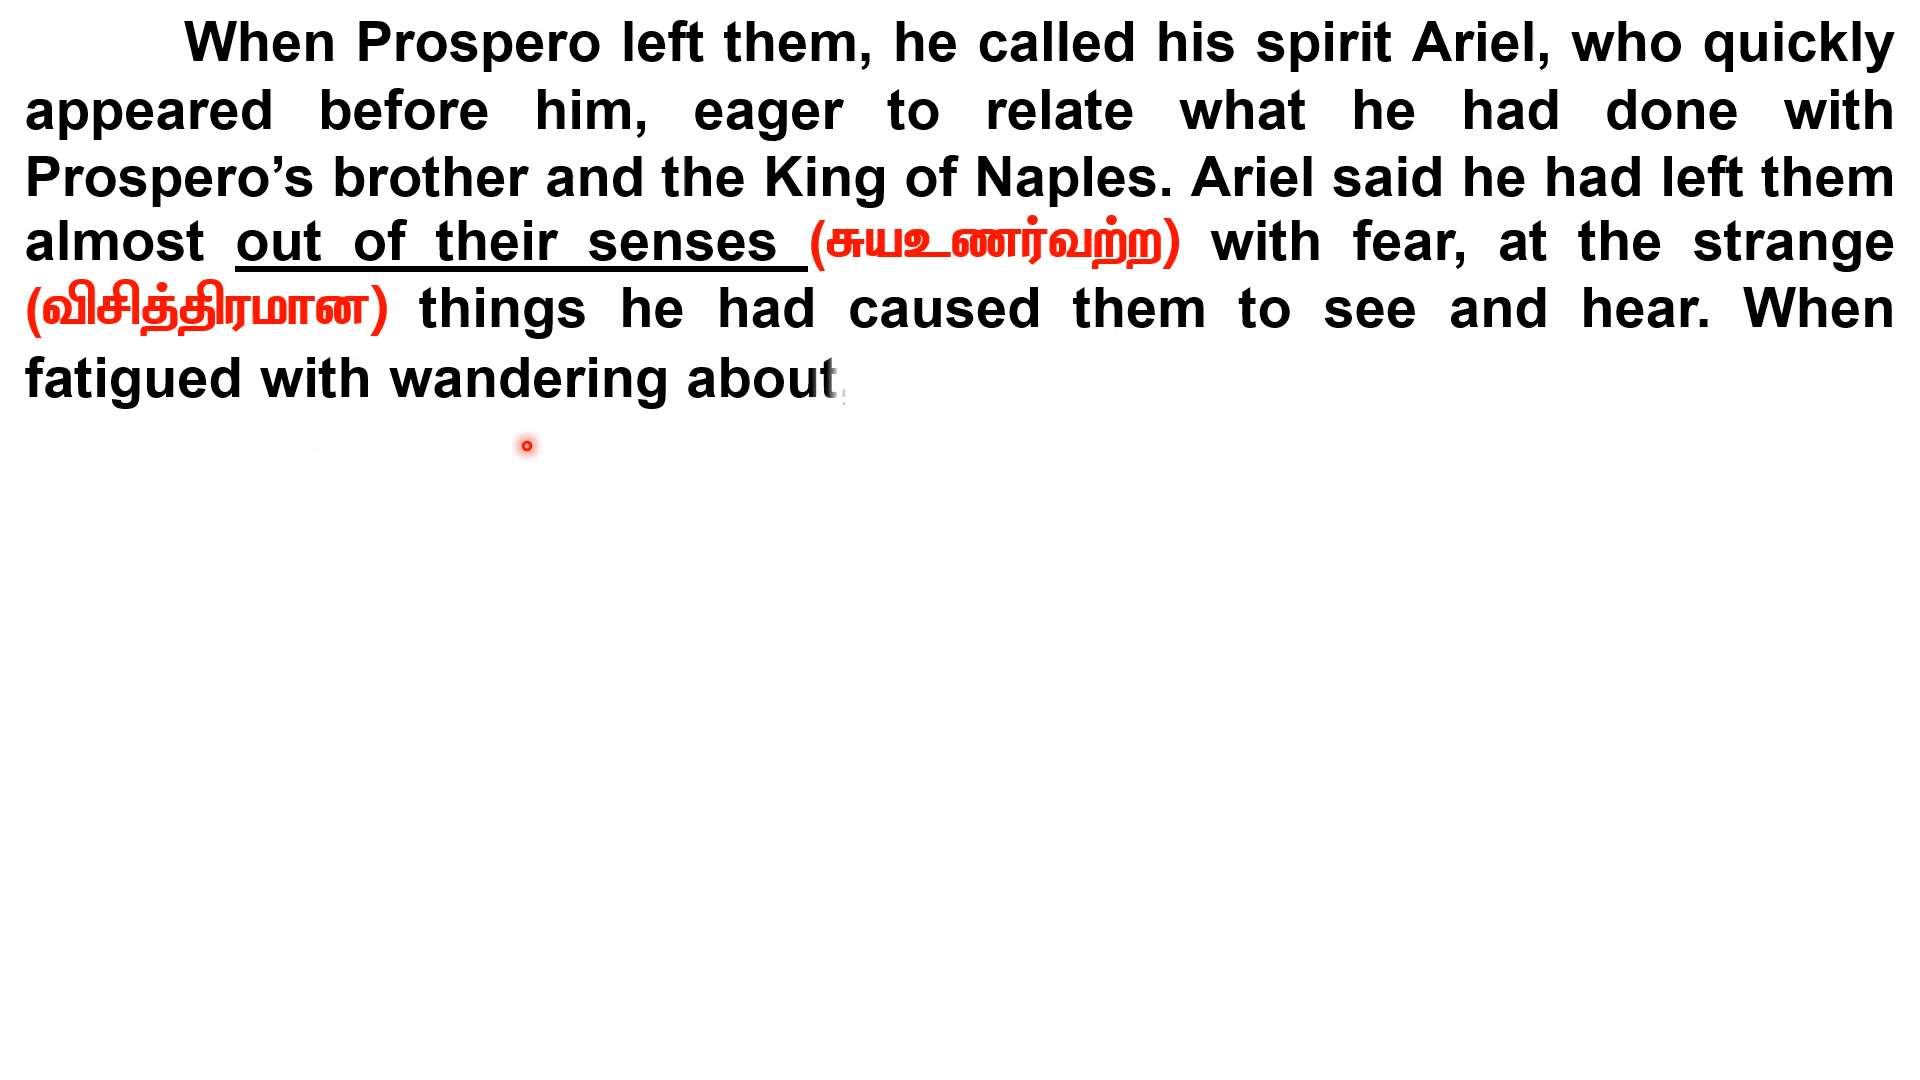 When Prospero left them, he called his spirit Ariel, who quickly
appeared before him, eager to relate what he had done with
Prospero’s brother and the King of Naples. Ariel said he had left them
almost out of their senses (சுயஉணர்வற்ற) with fear, at the strange
(விசித்திரமான) things he had caused them to see and hear. When
fatigued with wandering about,